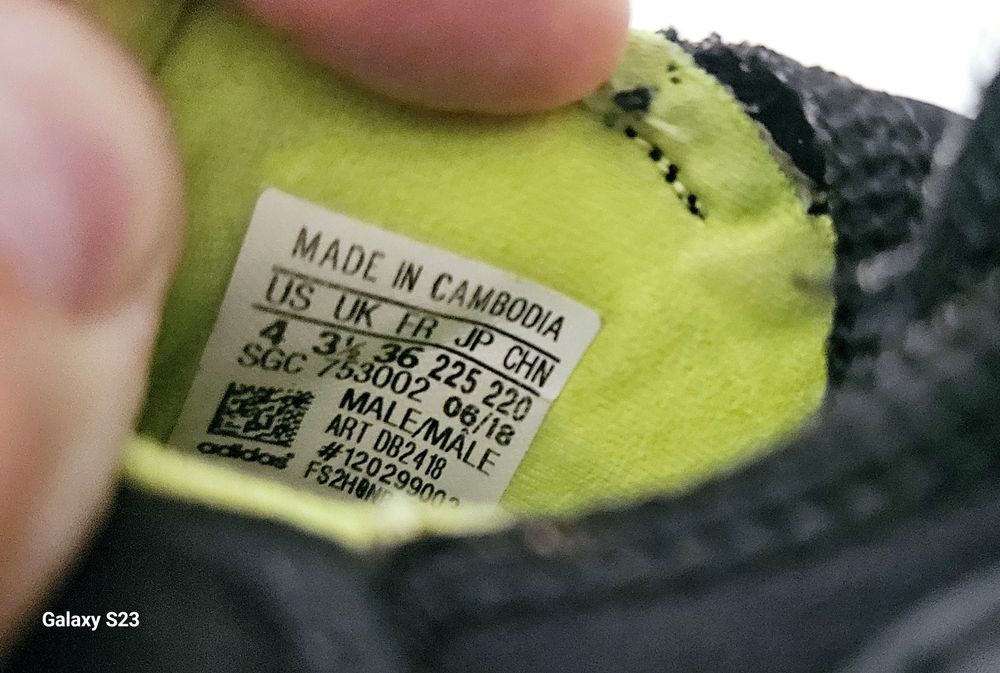 MADE IN CAMBODIA
US UK FR JP CHN
4 3½ 36 225 220
SGC 753002 06/18
MALE/MÂLE
ART DB2418
adidas
#120299002
Galaxy S23